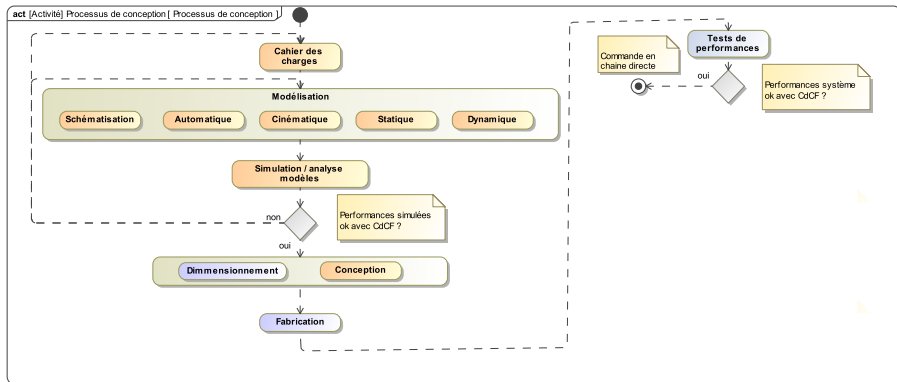 act [Activité] Processus de conception [ Processus de conception ]
Cahier des
charges
Modélisation
Schématisation
Automatique
Cinématique
Statique
Dynamique
Simulation / analyse
modèles
non
Performances simulées
ok avec CdCF ?
oui
Dimmensionnement
Conception
Fabrication
Commande en
chaine directe
Tests de
performances
oui
Performances système
ok avec CdCF ?